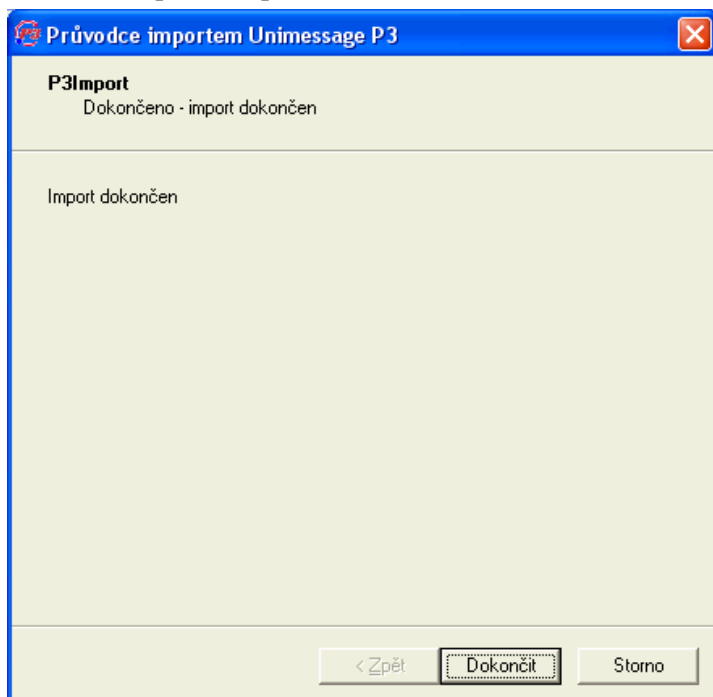 Průvodce importem Unimessage P3
P3Import
Dokončeno - import dokončen
Import dokončen
< Zpět
Dokončit
Storno